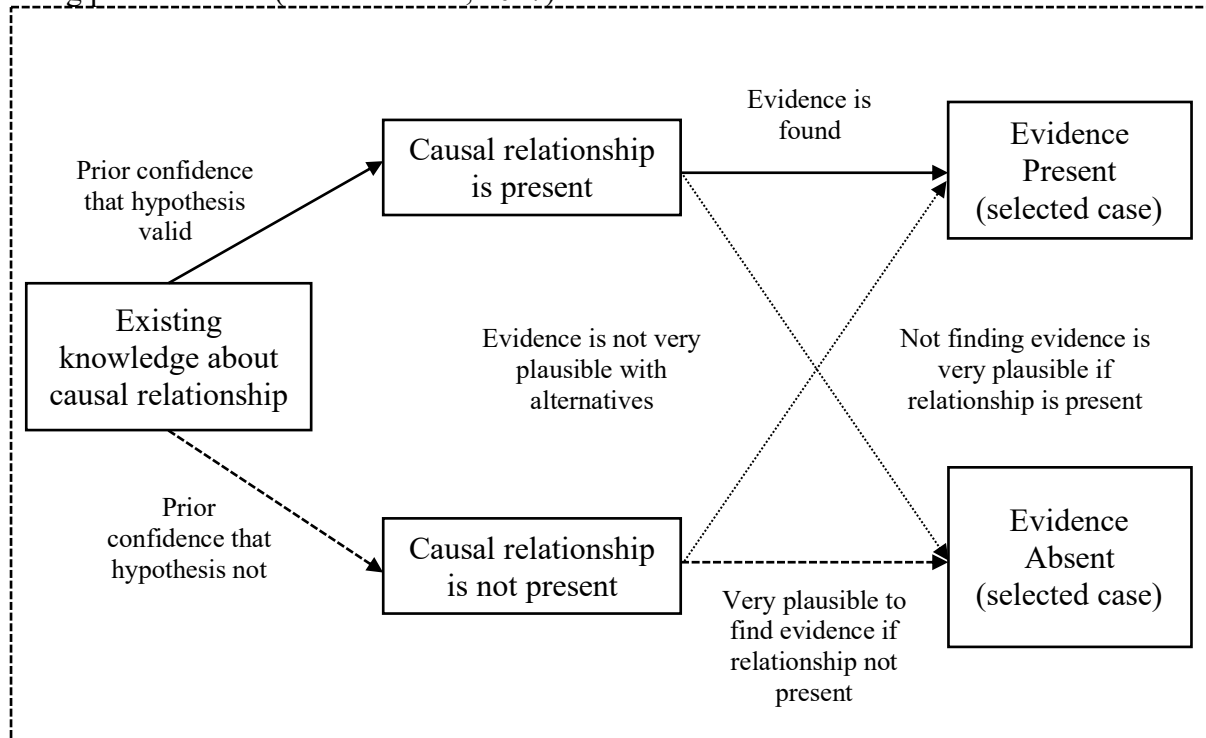 Evidence is
found
Evidence
Present
(selected case)
Causal relationship
is present
Prior confidence
that hypothesis
valid
Existing
knowledge about
causal relationship
Evidence is not very
plausible with
alternatives
Not finding evidence is
very plausible if
relationship is present
Prior
confidence that
hypothesis not
Causal relationship
is not present
Evidence
Absent
(selected case)
Very plausible to
find evidence if
relationship not
present